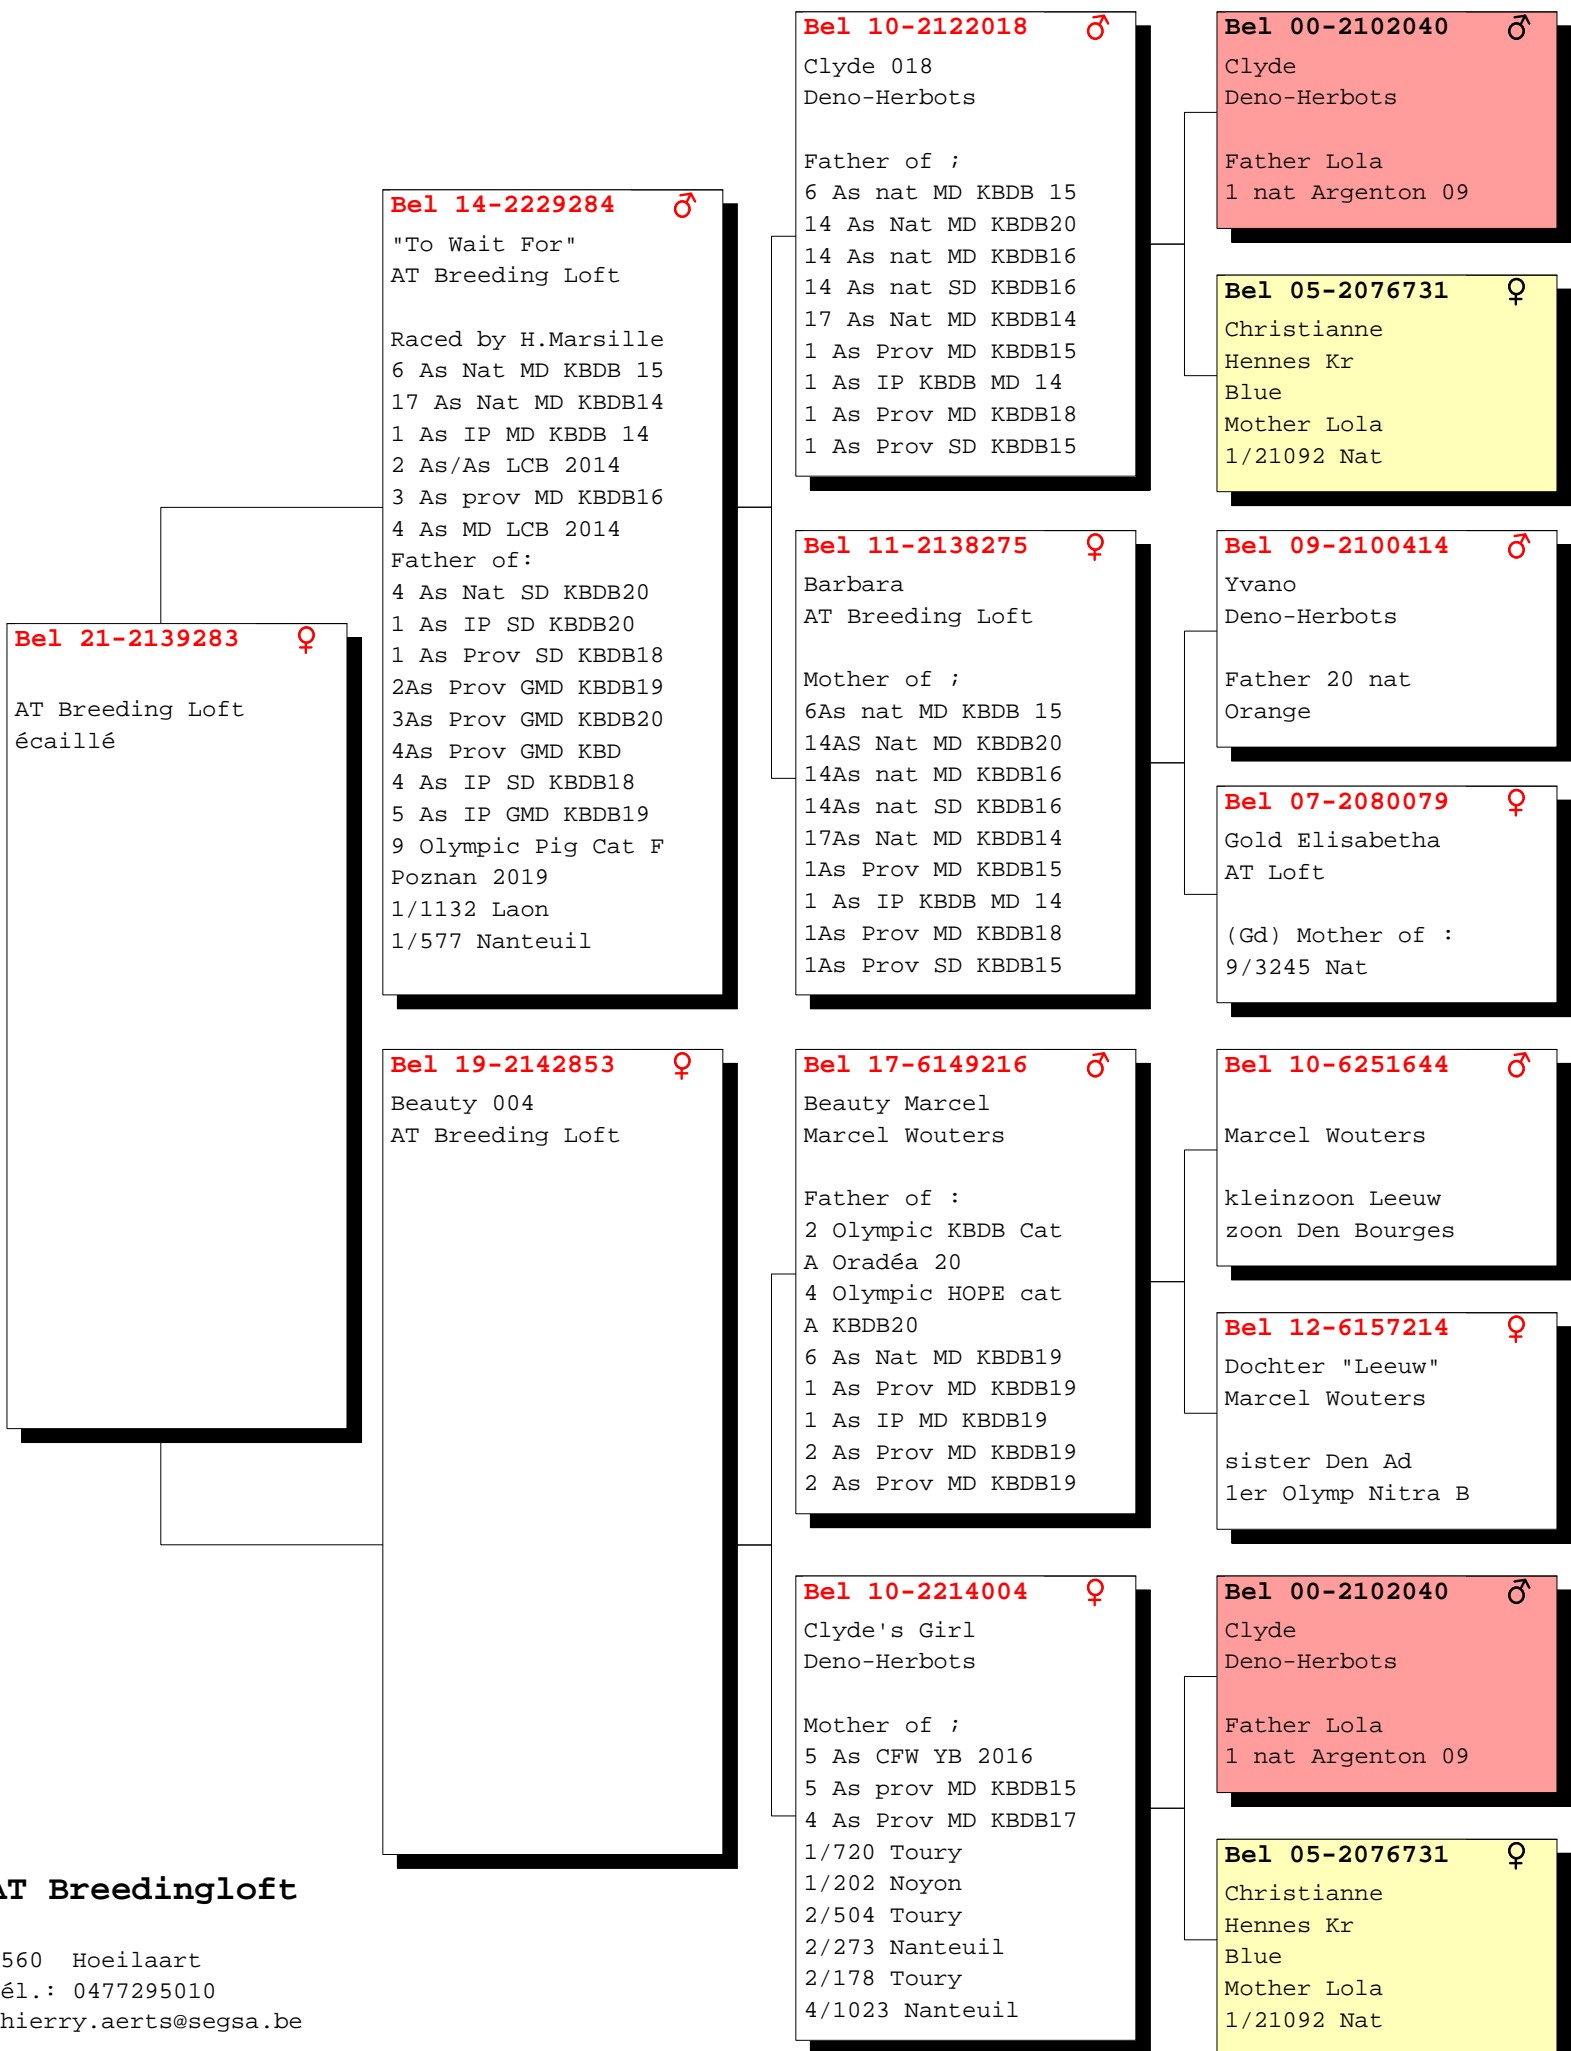 Bel 21-2139283 ♀
AT Breeding Loft
écaillé
Bel 14-2229284 ♂
"To Wait For"
AT Breeding Loft
Raced by H.Marsille
6 As Nat MD KBDB 15
17 As Nat MD KBDB14
1 As IP MD KBDB 14
2 As/As LCB 2014
3 As prov MD KBDB16
4 As MD LCB 2014
Father of:
4 As Nat SD KBDB20
1 As IP SD KBDB20
1 As Prov SD KBDB18
2As Prov GMD KBDB19
3As Prov GMD KBDB20
4As Prov GMD KBD
4 As IP SD KBDB18
5 As IP GMD KBDB19
9 Olympic Pig Cat F
Poznan 2019
1/1132 Laon
1/577 Nanteuil
Bel 19-2142853 ♀
Beauty 004
AT Breeding Loft
Bel 10-2122018 ♂
Clyde 018
Deno-Herbots
Father of ;
6 As nat MD KBDB 15
14 As Nat MD KBDB20
14 As nat MD KBDB16
14 As nat SD KBDB16
17 As Nat MD KBDB14
1 As Prov MD KBDB15
1 As IP KBDB MD 14
1 As Prov MD KBDB18
1 As Prov SD KBDB15
Bel 11-2138275 ♀
Barbara
AT Breeding Loft
Mother of ;
6As nat MD KBDB 15
14AS Nat MD KBDB20
14As nat MD KBDB16
14As nat SD KBDB16
17As Nat MD KBDB14
1As Prov MD KBDB15
1 As IP KBDB MD 14
1As Prov MD KBDB18
1As Prov SD KBDB15
Bel 17-6149216 ♂
Beauty Marcel
Marcel Wouters
Father of :
2 Olympic KBDB Cat
A Oradéa 20
4 Olympic HOPE cat
A KBDB20
6 As Nat MD KBDB19
1 As Prov MD KBDB19
1 As IP MD KBDB19
2 As Prov MD KBDB19
2 As Prov MD KBDB19
Bel 10-2214004 ♀
Clyde's Girl
Deno-Herbots
Mother of ;
5 As CFW YB 2016
5 As prov MD KBDB15
4 As Prov MD KBDB17
1/720 Toury
1/202 Noyon
2/504 Toury
2/273 Nanteuil
2/178 Toury
4/1023 Nanteuil
Bel 00-2102040 ♂
Clyde
Deno-Herbots
Father Lola
1 nat Argenton 09
Bel 05-2076731 ♀
Christianne
Hennes Kr
Blue
Mother Lola
1/21092 Nat
Bel 09-2100414 ♂
Yvano
Deno-Herbots
Father 20 nat
Orange
Bel 07-2080079 ♀
Gold Elisabetha
AT Loft
(Gd) Mother of :
9/3245 Nat
Bel 10-6251644 ♂
Marcel Wouters
kleinzoon Leeuw
zoon Den Bourges
Bel 12-6157214 ♀
Dochter "Leeuw"
Marcel Wouters
sister Den Ad
1er Olymp Nitra B
Bel 00-2102040 ♂
Clyde
Deno-Herbots
Father Lola
1 nat Argenton 09
Bel 05-2076731 ♀
Christianne
Hennes Kr
Blue
Mother Lola
1/21092 Nat
AT Breedingloft
560 Hoeilaart
él.: 0477295010
hierry.aerts@segsa.be